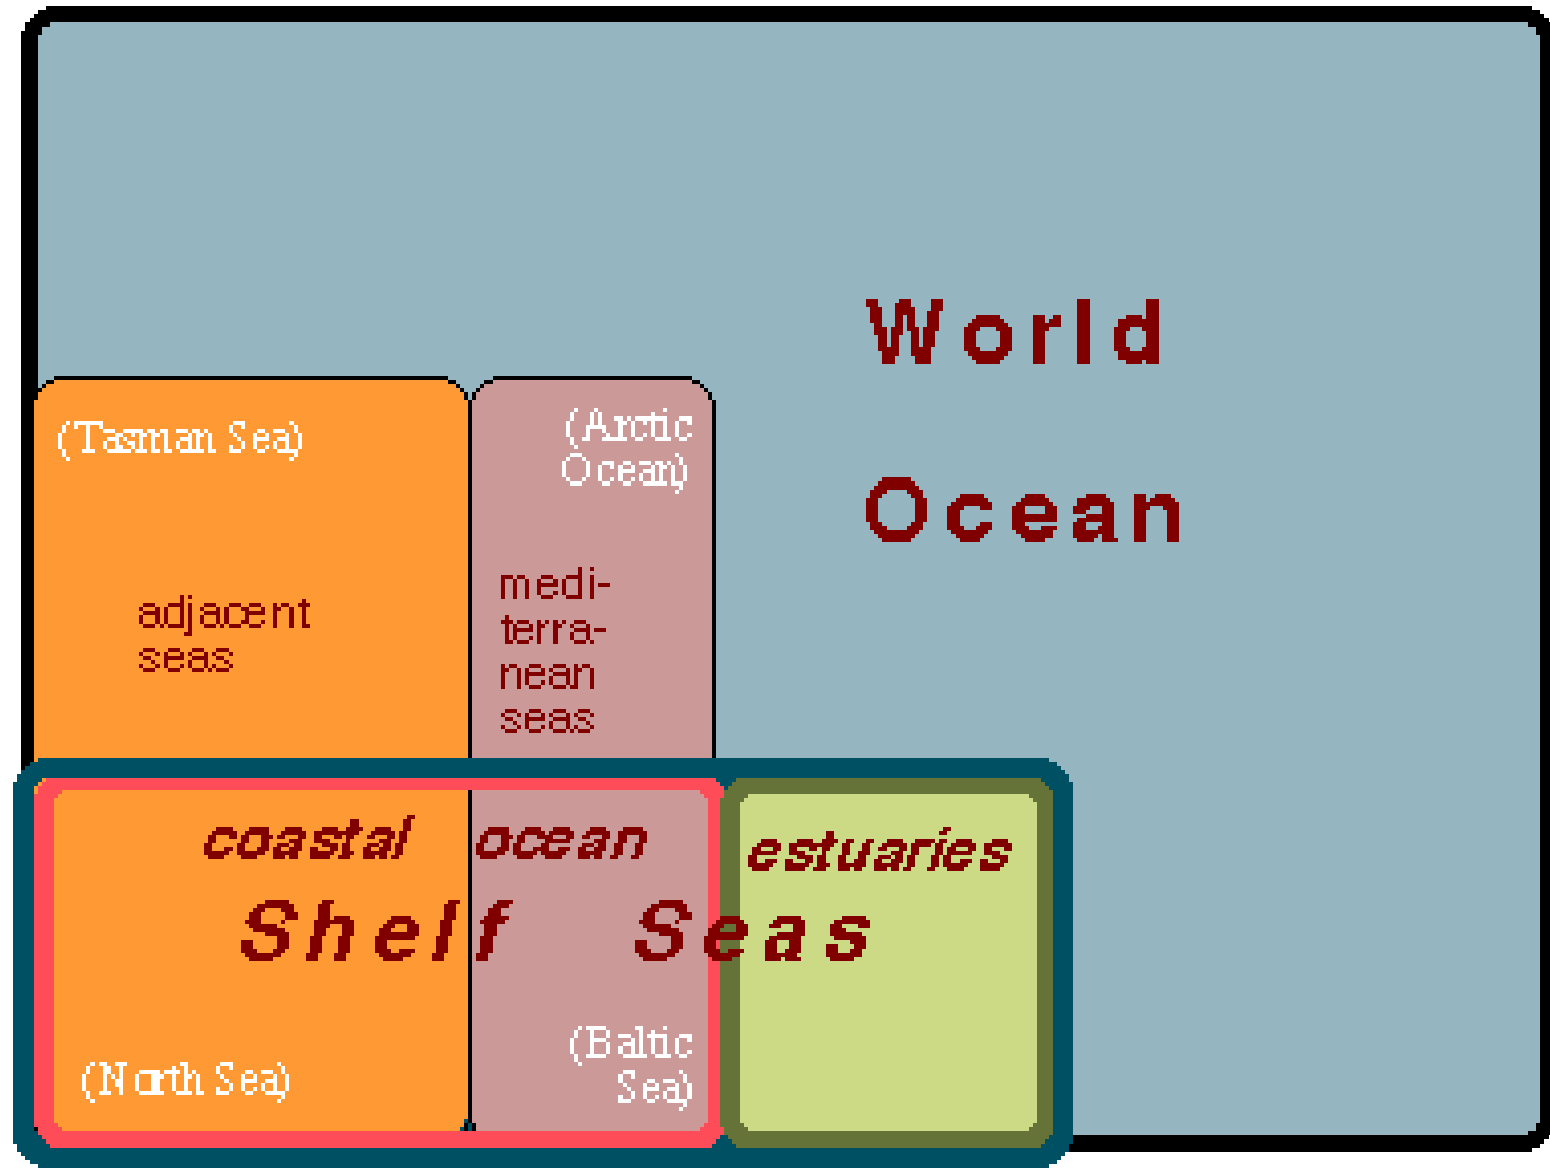 World
Ocean
(Tasman Sea)
(Arctic
Ocean)
adjacent
seas
medi-
terra-
nean
seas
coastal ocean
estuaries
Shelf Seas
(North Sea)
(Baltic
Sea)